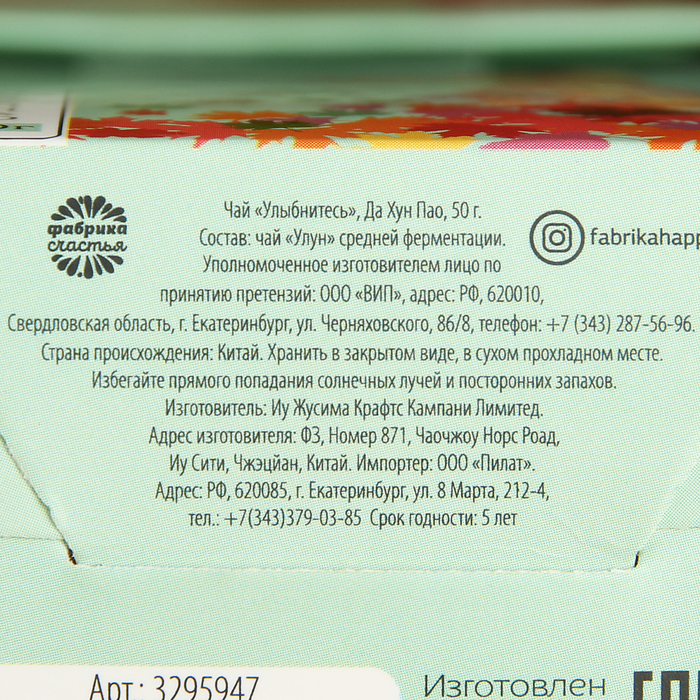 фабрика
счастья
Чай «Улыбнитесь», Да Хун Пао, 50 г.
Состав: чай «Улун» средней ферментации.
fabrikahapp
Уполномоченное изготовителем лицо по
принятию претензий: ООО «ВИП», адрес: РФ, 620010,
Свердловская область, г. Екатеринбург, ул. Черняховского, 86/8, телефон: +7 (343) 287-56-96.
Страна происхождения: Китай. Хранить в закрытом виде, в сухом прохладном месте.
Избегайте прямого попадания солнечных лучей и посторонних запахов.
Изготовитель: Иу Жусима Крафтс Кампани Лимитед.
Адрес изготовителя: ФЗ, Номер 871, Чаочжоу Норс Роад,
Иу Сити, Чжэцйан, Китай. Импортер: ООО «Пилат».
Адрес: РФ, 620085, г. Екатеринбург, ул. 8 Марта, 212-4,
тел.: +7(343)379-03-85 Срок годности: 5 лет
Арт.: 3295947
Изготовлен